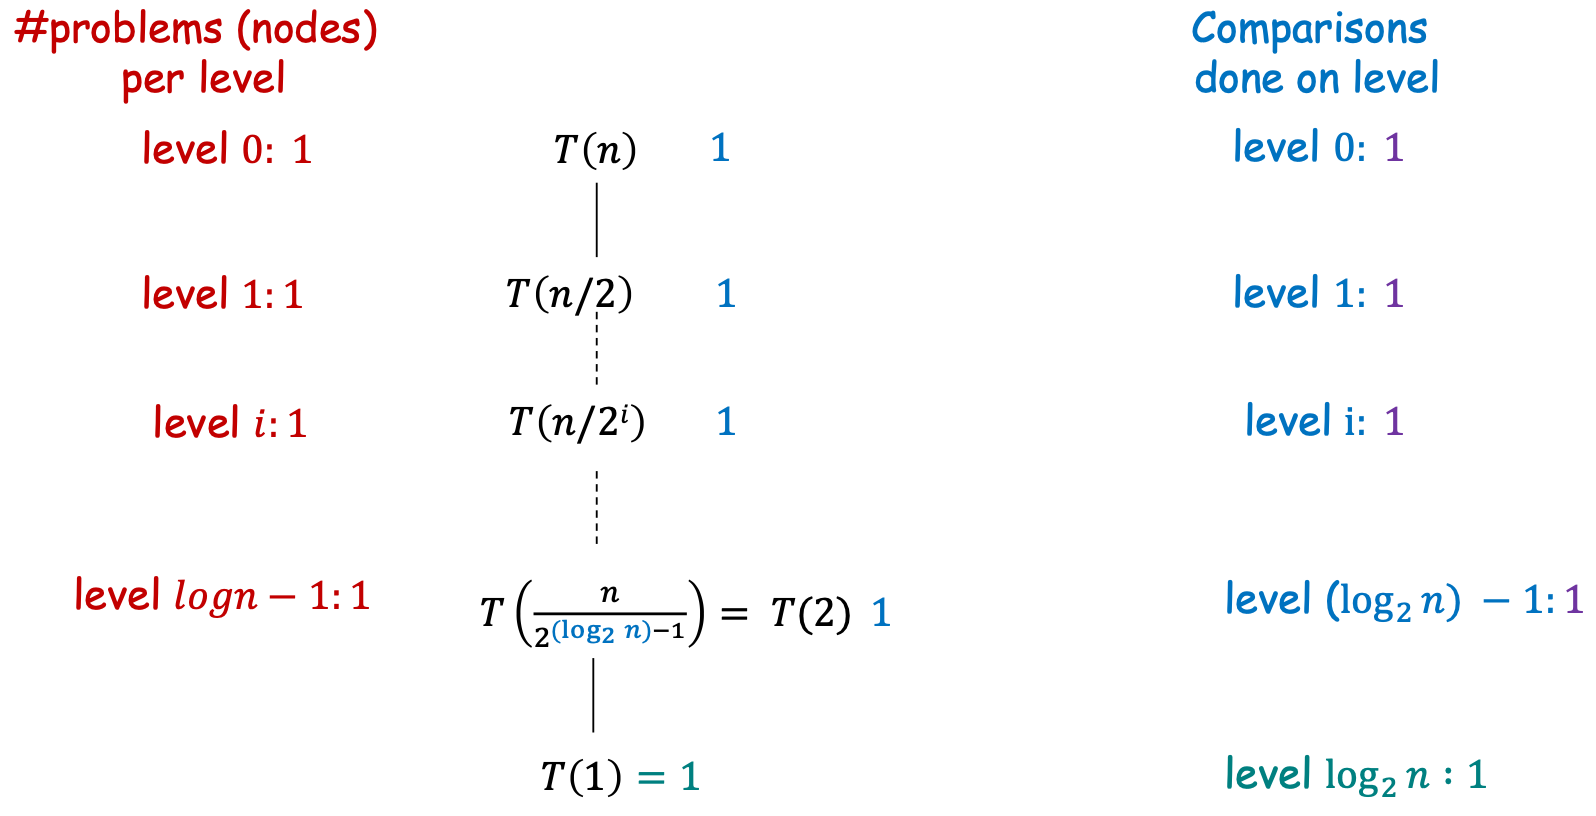 #problems (nodes) per level
Comparisons done on level
level 0: 1
T(n) 1
level 0: 1
level 1: 1
T(n/2) 1
level 1: 1
level i: 1
T(n/2ⁱ) 1
level i: 1
level logn − 1: 1
T(n / 2^((log₂ n)−1)) = T(2) 1
level (log₂ n) − 1: 1
T(1) = 1
level log₂ n : 1